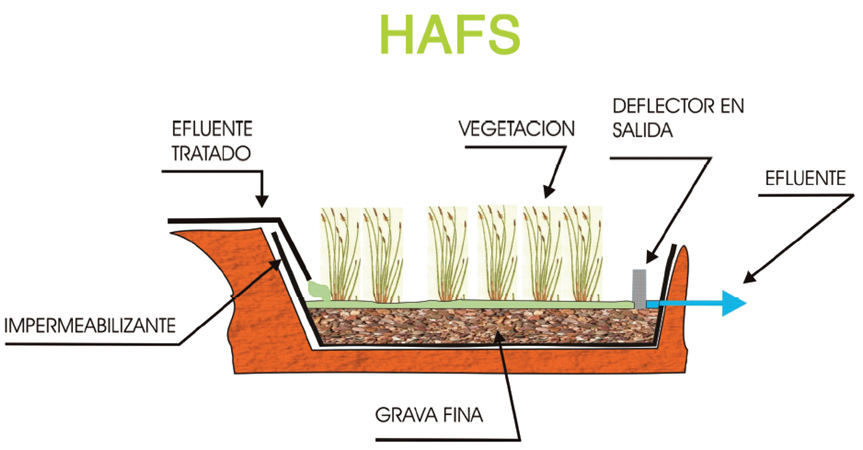 HAFS
DEFLECTOR EN
SALIDA
EFLUENTE
TRATADO
VEGETACION
EFLUENTE
IMPERMEABILIZANTE
GRAVA FINA